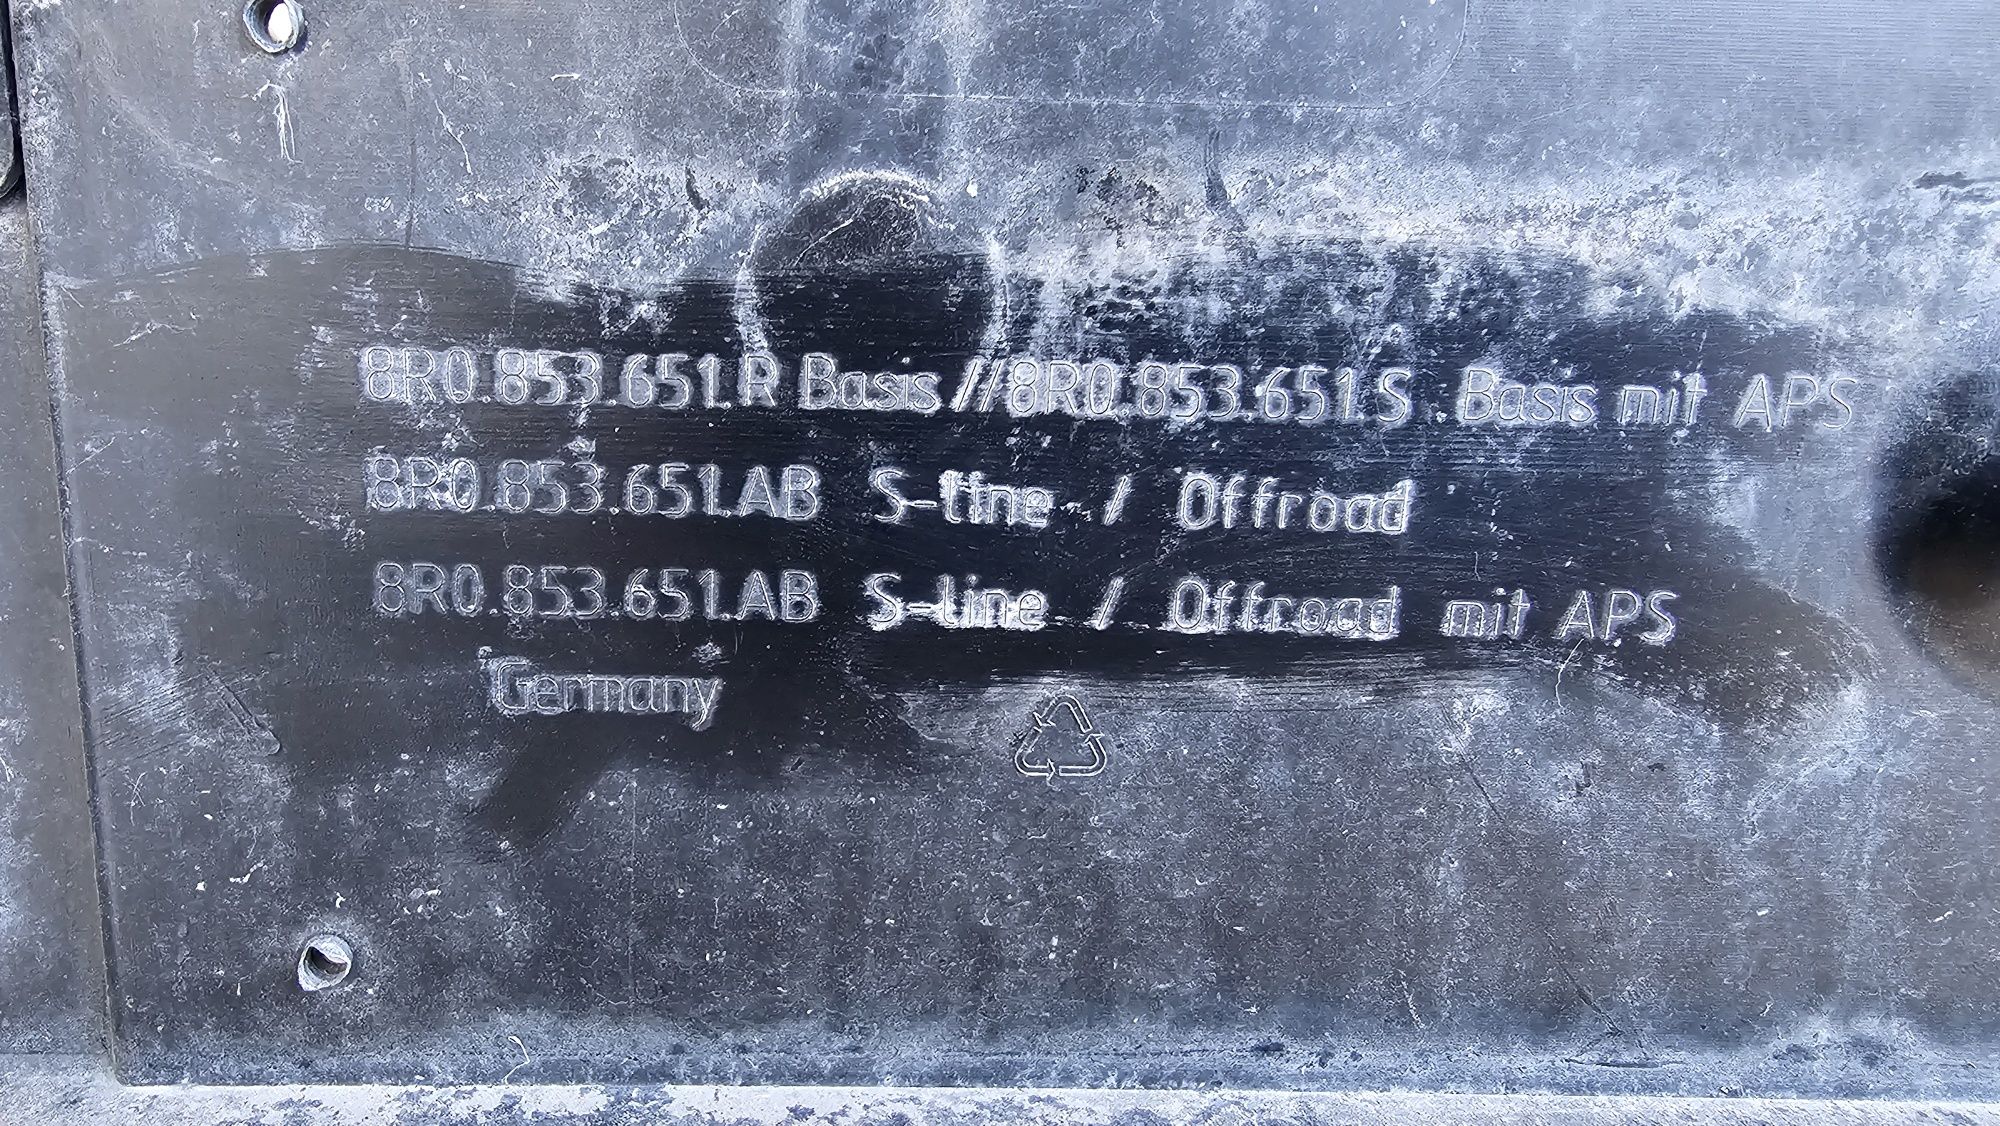 8R0.853.651.R Basis // 8R0.853.651.S Basis mit APS
8R0.853.651.AB S-line / Offroad
8R0.853.651.AB S-line / Offroad mit APS
Germany